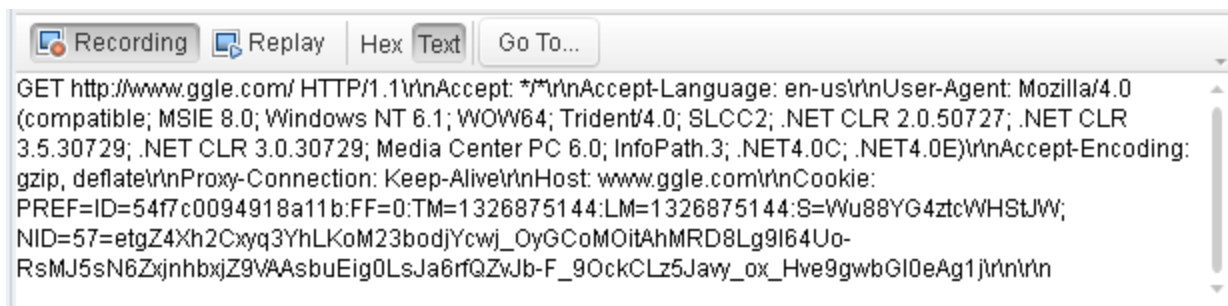 Recording Replay Hex Text Go To...
GET http://www.ggle.com/ HTTP/1.1\r\nAccept: */*\r\nAccept-Language: en-us\r\nUser-Agent: Mozilla/4.0
(compatible; MSIE 8.0; Windows NT 6.1; WOW64; Trident/4.0; SLCC2; .NET CLR 2.0.50727; .NET CLR
3.5.30729; .NET CLR 3.0.30729; Media Center PC 6.0; InfoPath.3; .NET4.0C; .NET4.0E)\r\nAccept-Encoding:
gzip, deflate\r\nProxy-Connection: Keep-Alive\r\nHost: www.ggle.com\r\nCookie:
PREF=ID=54f7c0094918a11b:FF=0:TM=1326875144:LM=1326875144:S=Wu88YG4ztcWHStJW;
NID=57=etgZ4Xh2Cxyq3YhLKoM23bodjYcwj_OyGCoMOitAhMRD8Lg9I64Uo-
RsMJ5sN6ZxjnhbxjZ9VAAsbuEig0LsJa6rfQZvJb-F_9OckCLz5Javy_ox_Hve9gwbGl0eAg1j\r\n\r\n